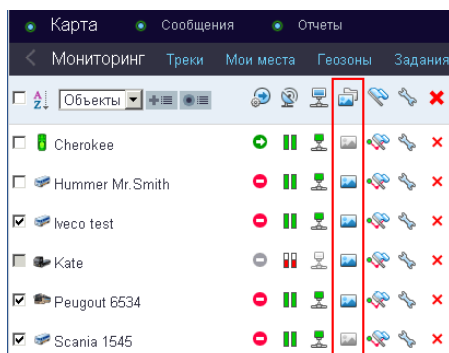 Карта Сообщения Отчеты
Мониторинг Треки Мои места Геозоны Задания
Объекты
Cherokee
Hummer Mr.Smith
Iveco test
Kate
Peugout 6534
Scania 1545